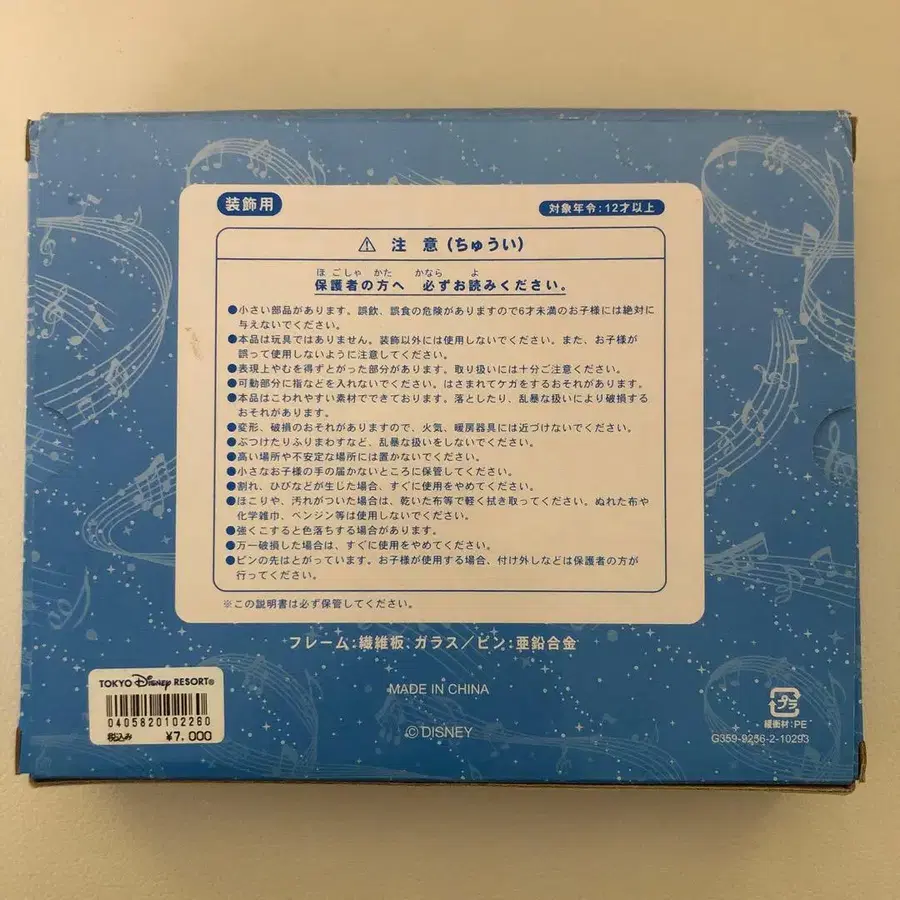 装飾用
対象年令:12才以上
⚠ 注意(ちゅうい)
ほごしゃ かた かなら よ
保護者の方へ 必ずお読みください。
●小さい部品があります。誤飲、誤食の危険がありますので6才未満のお子様には絶対に
与えないでください。
●本品は玩具ではありません。装飾以外には使用しないでください。また、お子様が
誤って使用しないように注意してください。
●表現上やむを得ずとがった部分があります。取り扱いには十分ご注意ください。
●可動部分に指などを入れないでください。はさまれてケガをするおそれがあります。
●本品はこわれやすい素材でできております。落としたり、乱暴な扱いにより破損する
おそれがあります。
●変形、破損のおそれがありますので、火気、暖房器具には近づけないでください。
●ぶつけたりふりまわすなど、乱暴な扱いをしないでください。
●高い場所や不安定な場所には置かないでください。
●小さなお子様の手の届かないところに保管してください。
●割れ、ひびなどが生じた場合、すぐに使用をやめてください。
●ほこりや、汚れがついた場合は、乾いた布等で軽く拭き取ってください。ぬれた布や
化学雑巾、ベンジン等は使用しないでください。
●強くこすると色落ちする場合があります。
●万一破損した場合は、すぐに使用をやめてください。
●ピンの先はとがっています。お子様が使用する場合、付け外しなどは保護者の方が
行ってください。
※この説明書は必ず保管してください。
フレーム:繊維板、ガラス/ピン:亜鉛合金
MADE IN CHINA
©DISNEY
TOKYO Disney RESORT®
0405820102260
税込み ¥7,000
プラ
緩衝材:PE
G359-9256-2-10293